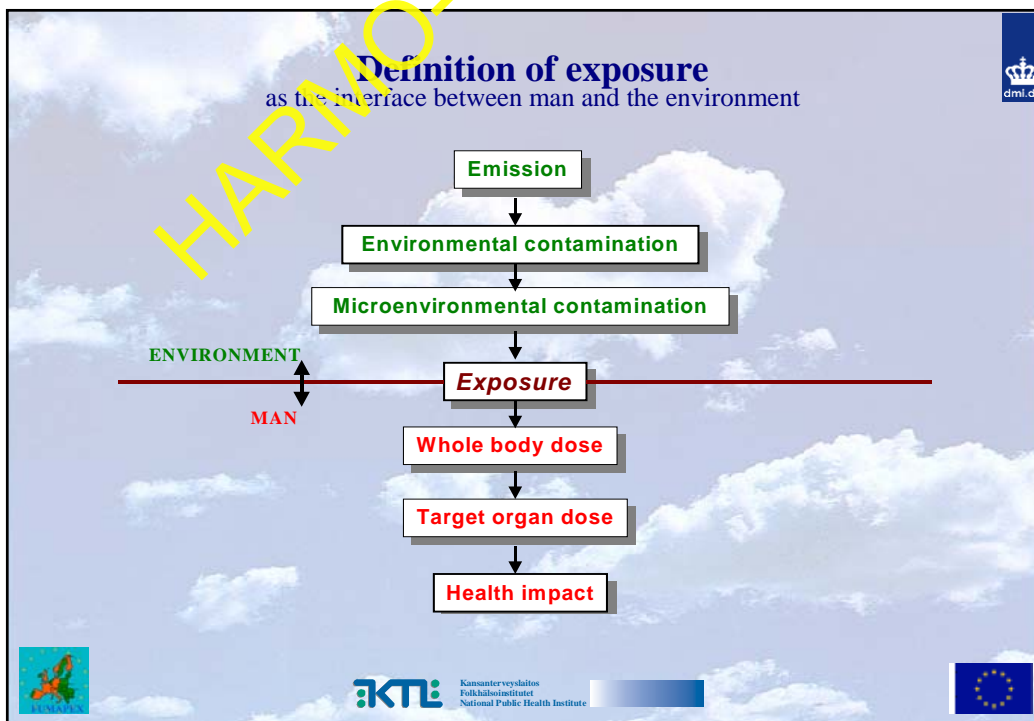 HARMO-
Definition of exposure
as the interface between man and the environment
dmi.d
Emission
Environmental contamination
Microenvironmental contamination
ENVIRONMENT
Exposure
MAN
Whole body dose
Target organ dose
Health impact
FUMAPEX
KTL
Kansanterveyslaitos
Folkhälsoinstitutet
National Public Health Institute